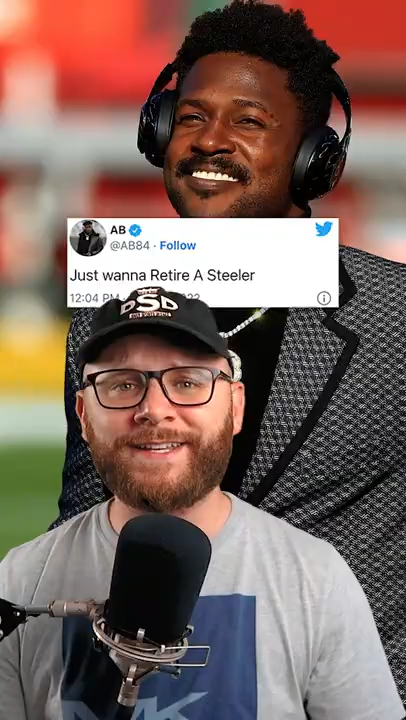 AB
@AB84 · Follow
Just wanna Retire A Steeler
12:04 PM
DSD